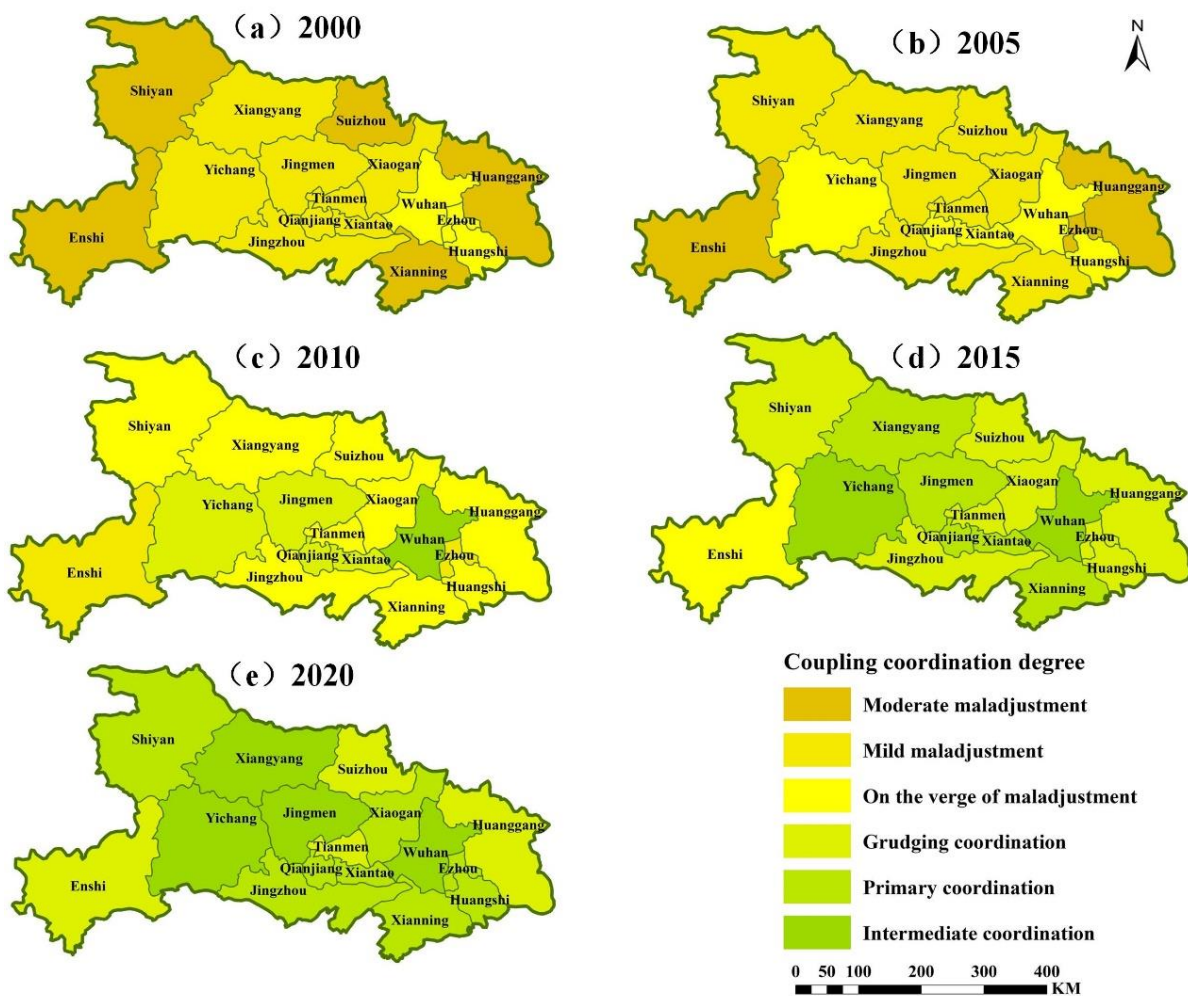 （a）2000
Shiyan
Xiangyang
Suizhou
Yichang
Jingmen
Xiaogan
Huanggang
Tianmen
Wuhan
Ezhou
Qianjiang
Xiantao
Enshi
Jingzhou
Huangshi
Xianning
（b）2005
N
Shiyan
Xiangyang
Suizhou
Yichang
Jingmen
Xiaogan
Huanggang
Tianmen
Wuhan
Qianjiang
Xiantao
Ezhou
Enshi
Jingzhou
Huangshi
Xianning
（c）2010
Shiyan
Xiangyang
Suizhou
Yichang
Jingmen
Xiaogan
Huanggang
Tianmen
Wuhan
Qianjiang
Xiantao
Ezhou
Enshi
Jingzhou
Huangshi
Xianning
（d）2015
Shiyan
Xiangyang
Suizhou
Yichang
Jingmen
Xiaogan
Huanggang
Tianmen
Wuhan
Qianjiang
Xiantao
Ezhou
Enshi
Jingzhou
Huangshi
Xianning
（e）2020
Shiyan
Xiangyang
Suizhou
Yichang
Jingmen
Xiaogan
Huanggang
Tianmen
Wuhan
Qianjiang
Xiantao
Ezhou
Enshi
Jingzhou
Huangshi
Xianning
Coupling coordination degree
Moderate maladjustment
Mild maladjustment
On the verge of maladjustment
Grudging coordination
Primary coordination
Intermediate coordination
0 50 100 200 300 400
KM